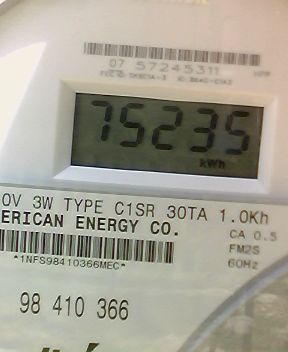 07 57245311
75235
kWh
0V 3W TYPE C1SR 30TA 1.0Kh
ERICAN ENERGY CO.
CA 0.5
FM2S
60Hz
*1NFS98410366MEC*
98 410 366